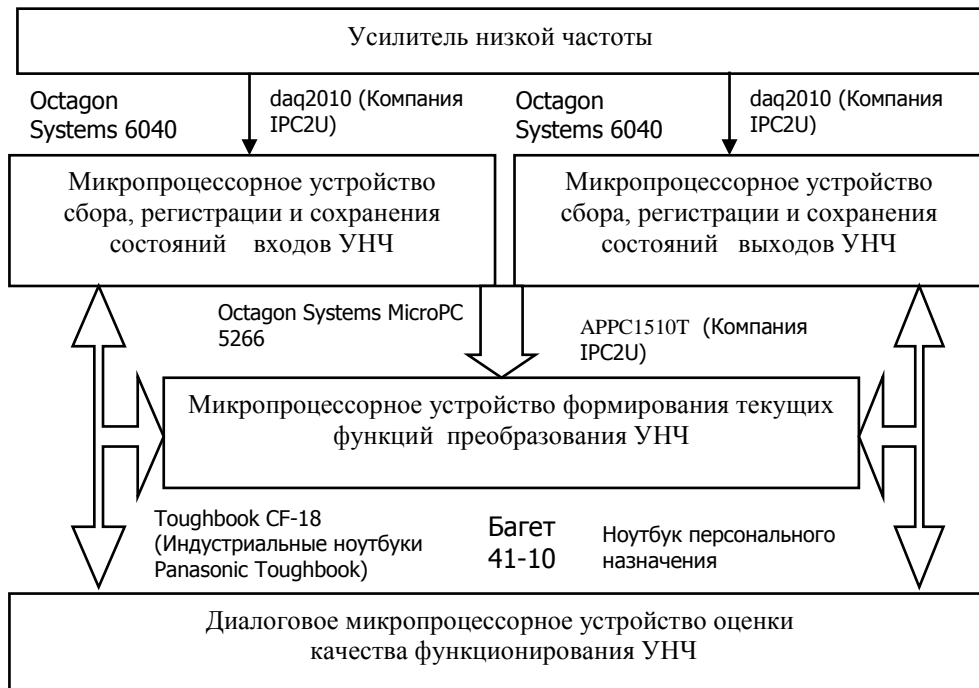 Усилитель низкой частоты
Octagon
Systems 6040
daq2010 (Компания
IPC2U)
Octagon
Systems 6040
daq2010 (Компания
IPC2U)
Микропроцессорное устройство
сбора, регистрации и сохранения
состояний входов УНЧ
Микропроцессорное устройство
сбора, регистрации и сохранения
состояний выходов УНЧ
Octagon Systems MicroPC
5266
APPC1510T (Компания
IPC2U)
Микропроцессорное устройство формирования текущих
функций преобразования УНЧ
Toughbook CF-18
(Индустриальные ноутбуки
Panasonic Toughbook)
Багет
41-10
Ноутбук персонального
назначения
Диалоговое микропроцессорное устройство оценки
качества функционирования УНЧ